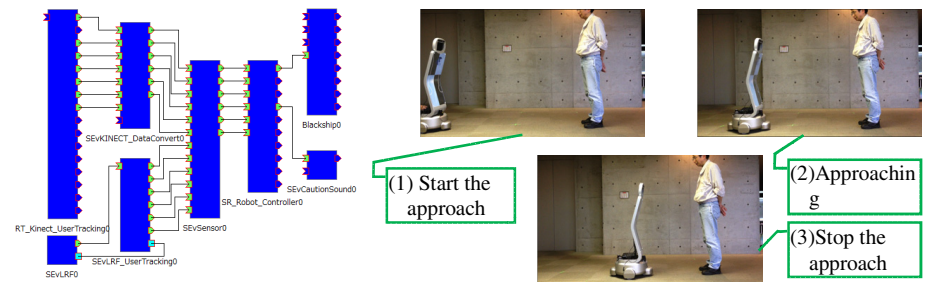 SEvKINECT_DataConvert0
Blackship0
SEvCautionSound0
SR_Robot_Controller0
RT_Kinect_UserTracking0
SEvSensor0
SEvLRF_UserTracking0
SEvLRF0
(1) Start the
approach
(2)Approachin
g
(3)Stop the
approach